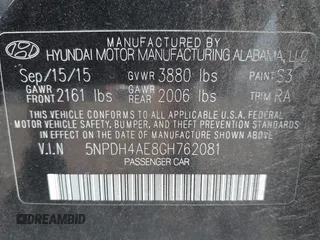 MANUFACTURED BY
HYUNDAI MOTOR MANUFACTURING ALABAMA, LLC
Sep/15/15 GVWR 3880 lbs PAINT S3
GAWR FRONT 2161 lbs GAWR REAR 2006 lbs TRIM RA
THIS VEHICLE CONFORMS TO ALL APPLICABLE U.S.A. FEDERAL
MOTOR VEHICLE SAFETY, BUMPER, AND THEFT PREVENTION
STANDARDS IN EFFECT ON THE DATE OF MANUFACTURE SHOWN
ABOVE.
V.I.N 5NPDH4AE8GH762081
PASSENGER CAR
DREAMBID